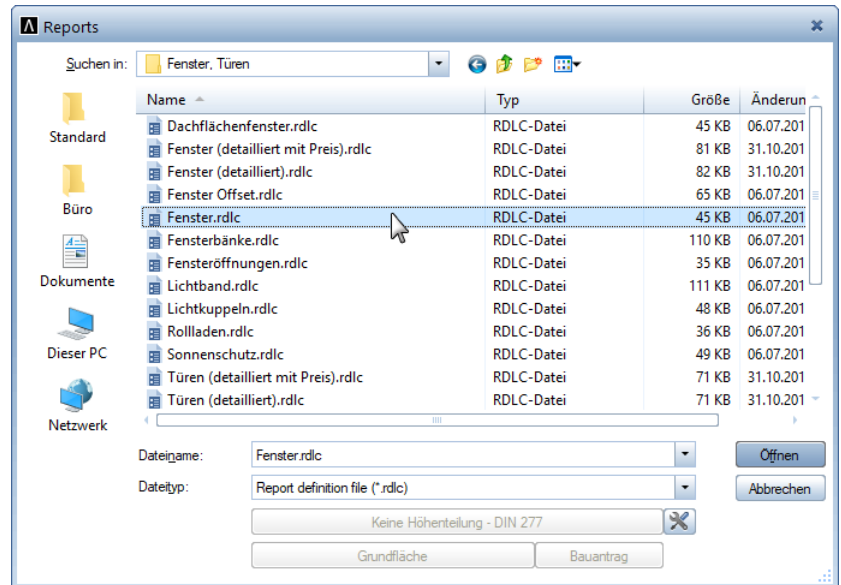 Reports
Suchen in: Fenster, Türen
Name Typ Größe Änderun
Dachflächenfenster.rdlc RDLC-Datei 45 KB 06.07.201
Fenster (detailliert mit Preis).rdlc RDLC-Datei 81 KB 31.10.201
Fenster (detailliert).rdlc RDLC-Datei 82 KB 31.10.201
Fenster Offset.rdlc RDLC-Datei 65 KB 06.07.201
Fenster.rdlc RDLC-Datei 45 KB 06.07.201
Fensterbänke.rdlc RDLC-Datei 110 KB 06.07.201
Fensteröffnungen.rdlc RDLC-Datei 35 KB 06.07.201
Lichtband.rdlc RDLC-Datei 111 KB 06.07.201
Lichtkuppeln.rdlc RDLC-Datei 48 KB 06.07.201
Rollladen.rdlc RDLC-Datei 36 KB 06.07.201
Sonnenschutz.rdlc RDLC-Datei 49 KB 06.07.201
Türen (detailliert mit Preis).rdlc RDLC-Datei 71 KB 31.10.201
Türen (detailliert).rdlc RDLC-Datei 71 KB 31.10.201
Standard
Büro
Dokumente
Dieser PC
Netzwerk
Dateiname: Fenster.rdlc Öffnen
Dateityp: Report definition file (*.rdlc) Abbrechen
Keine Höhenteilung - DIN 277
Grundfläche Bauantrag